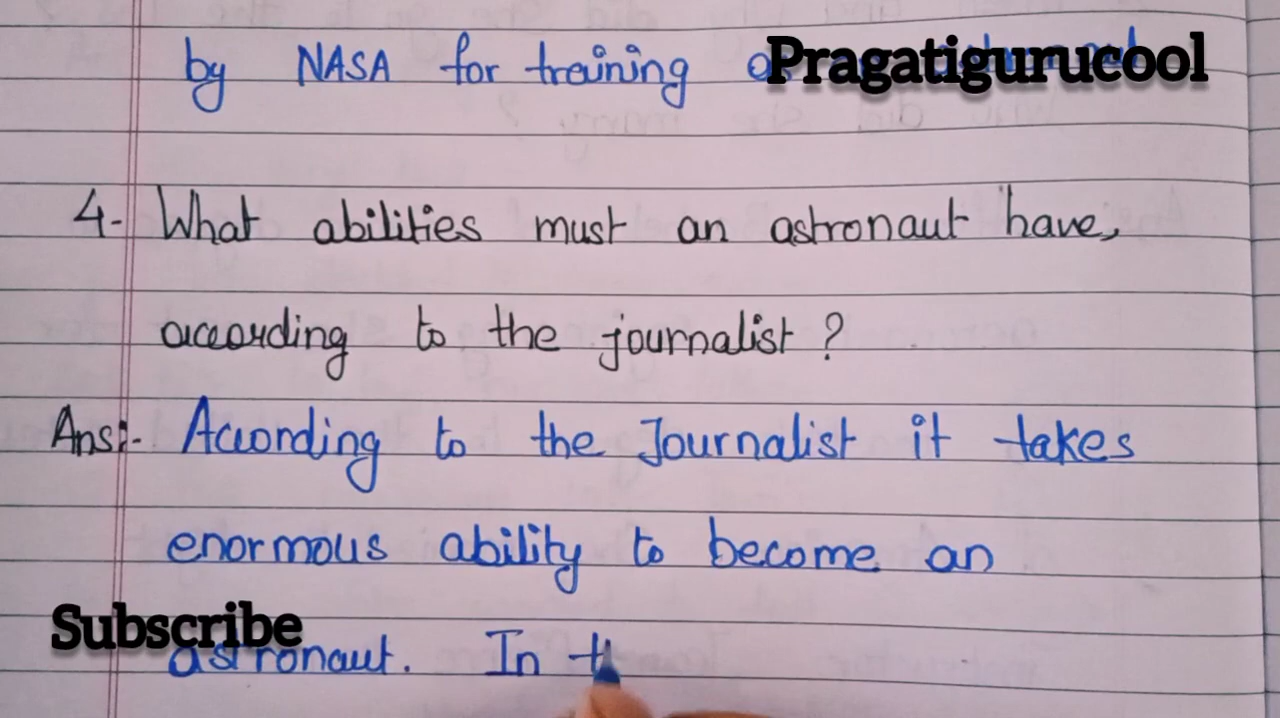 by NASA for training
Pragatigurucool
4- What abilities must an astronaut have,
according to the journalist ?
Ans:- According to the Journalist it takes
enormous ability to become an
Subscribe
astronaut. In